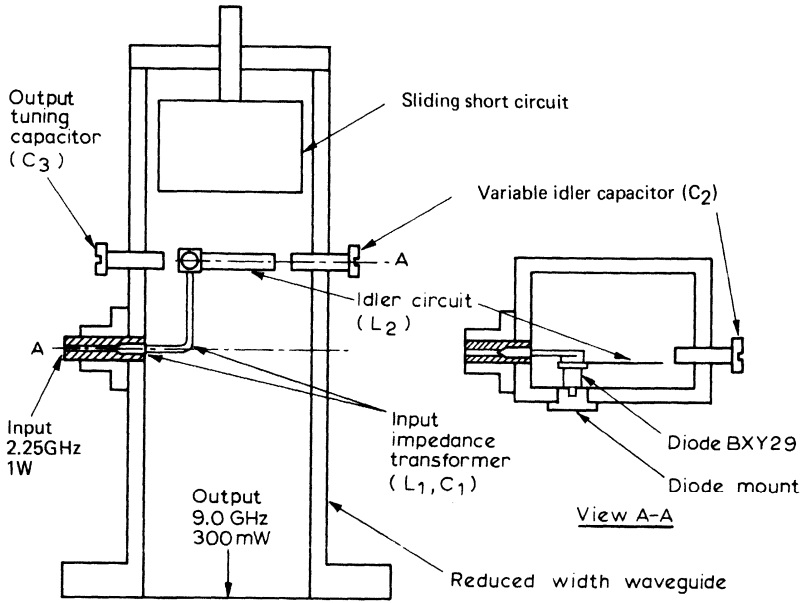 Output
tuning
capacitor
(C3)
Sliding short circuit
Variable idler capacitor (C2)
A
Idler circuit
(L2)
A
Input
2.25GHz
1W
Input
impedance
transformer
(L1, C1)
Output
9.0 GHz
300mW
Diode BXY29
Diode mount
View A-A
Reduced width waveguide